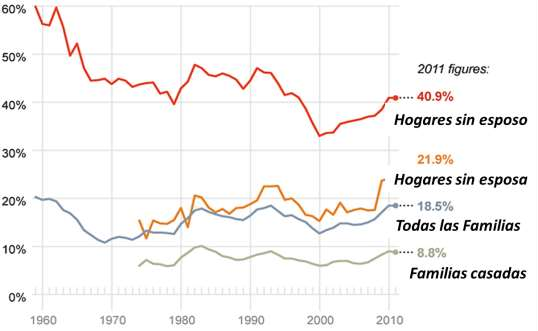 60%
50%
40%
30%
20%
10%
0%
2011 figures:
40.9%
Hogares sin esposo
21.9%
Hogares sin esposa
18.5%
Todas las Familias
8.8%
Familias casadas
1960 1970 1980 1990 2000 2010